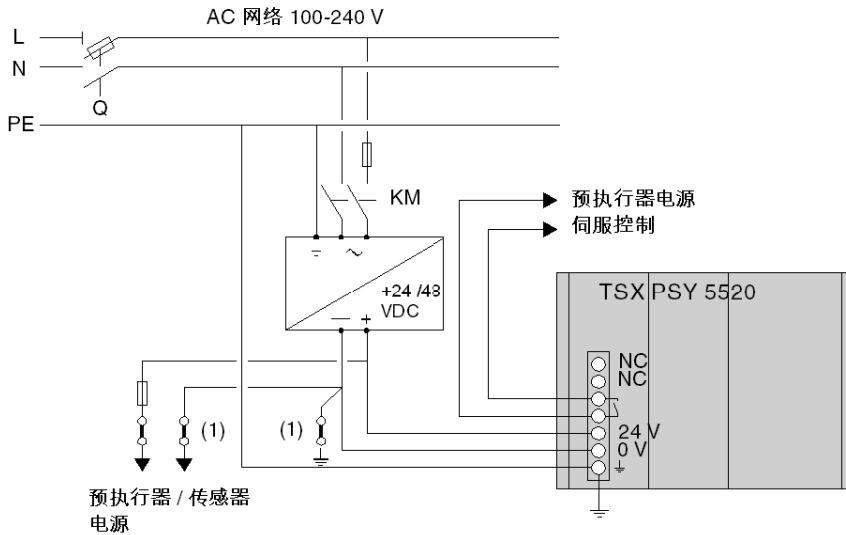 AC 网络 100-240 V
L
N
Q
PE
KM
预执行器电源
伺服控制
+24 /48
VDC
— +
TSX PSY 5520
NC
NC
24 V
0 V
(1)
(1)
预执行器 / 传感器
电源